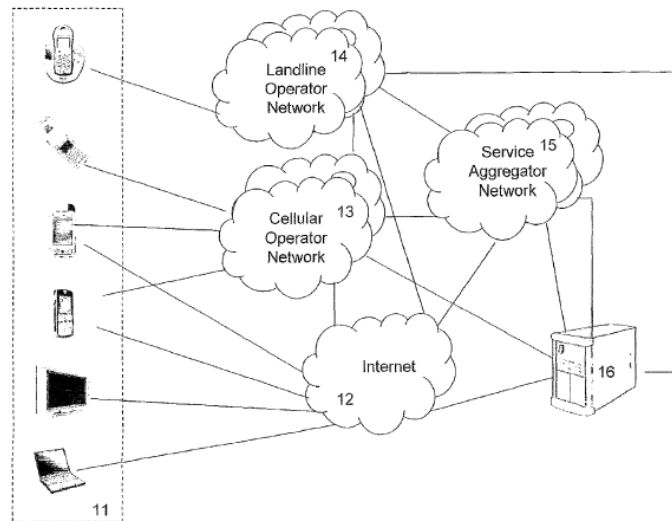 14
Landline
Operator
Network
15
Service
Aggregator
Network
13
Cellular
Operator
Network
Internet
12
16
11